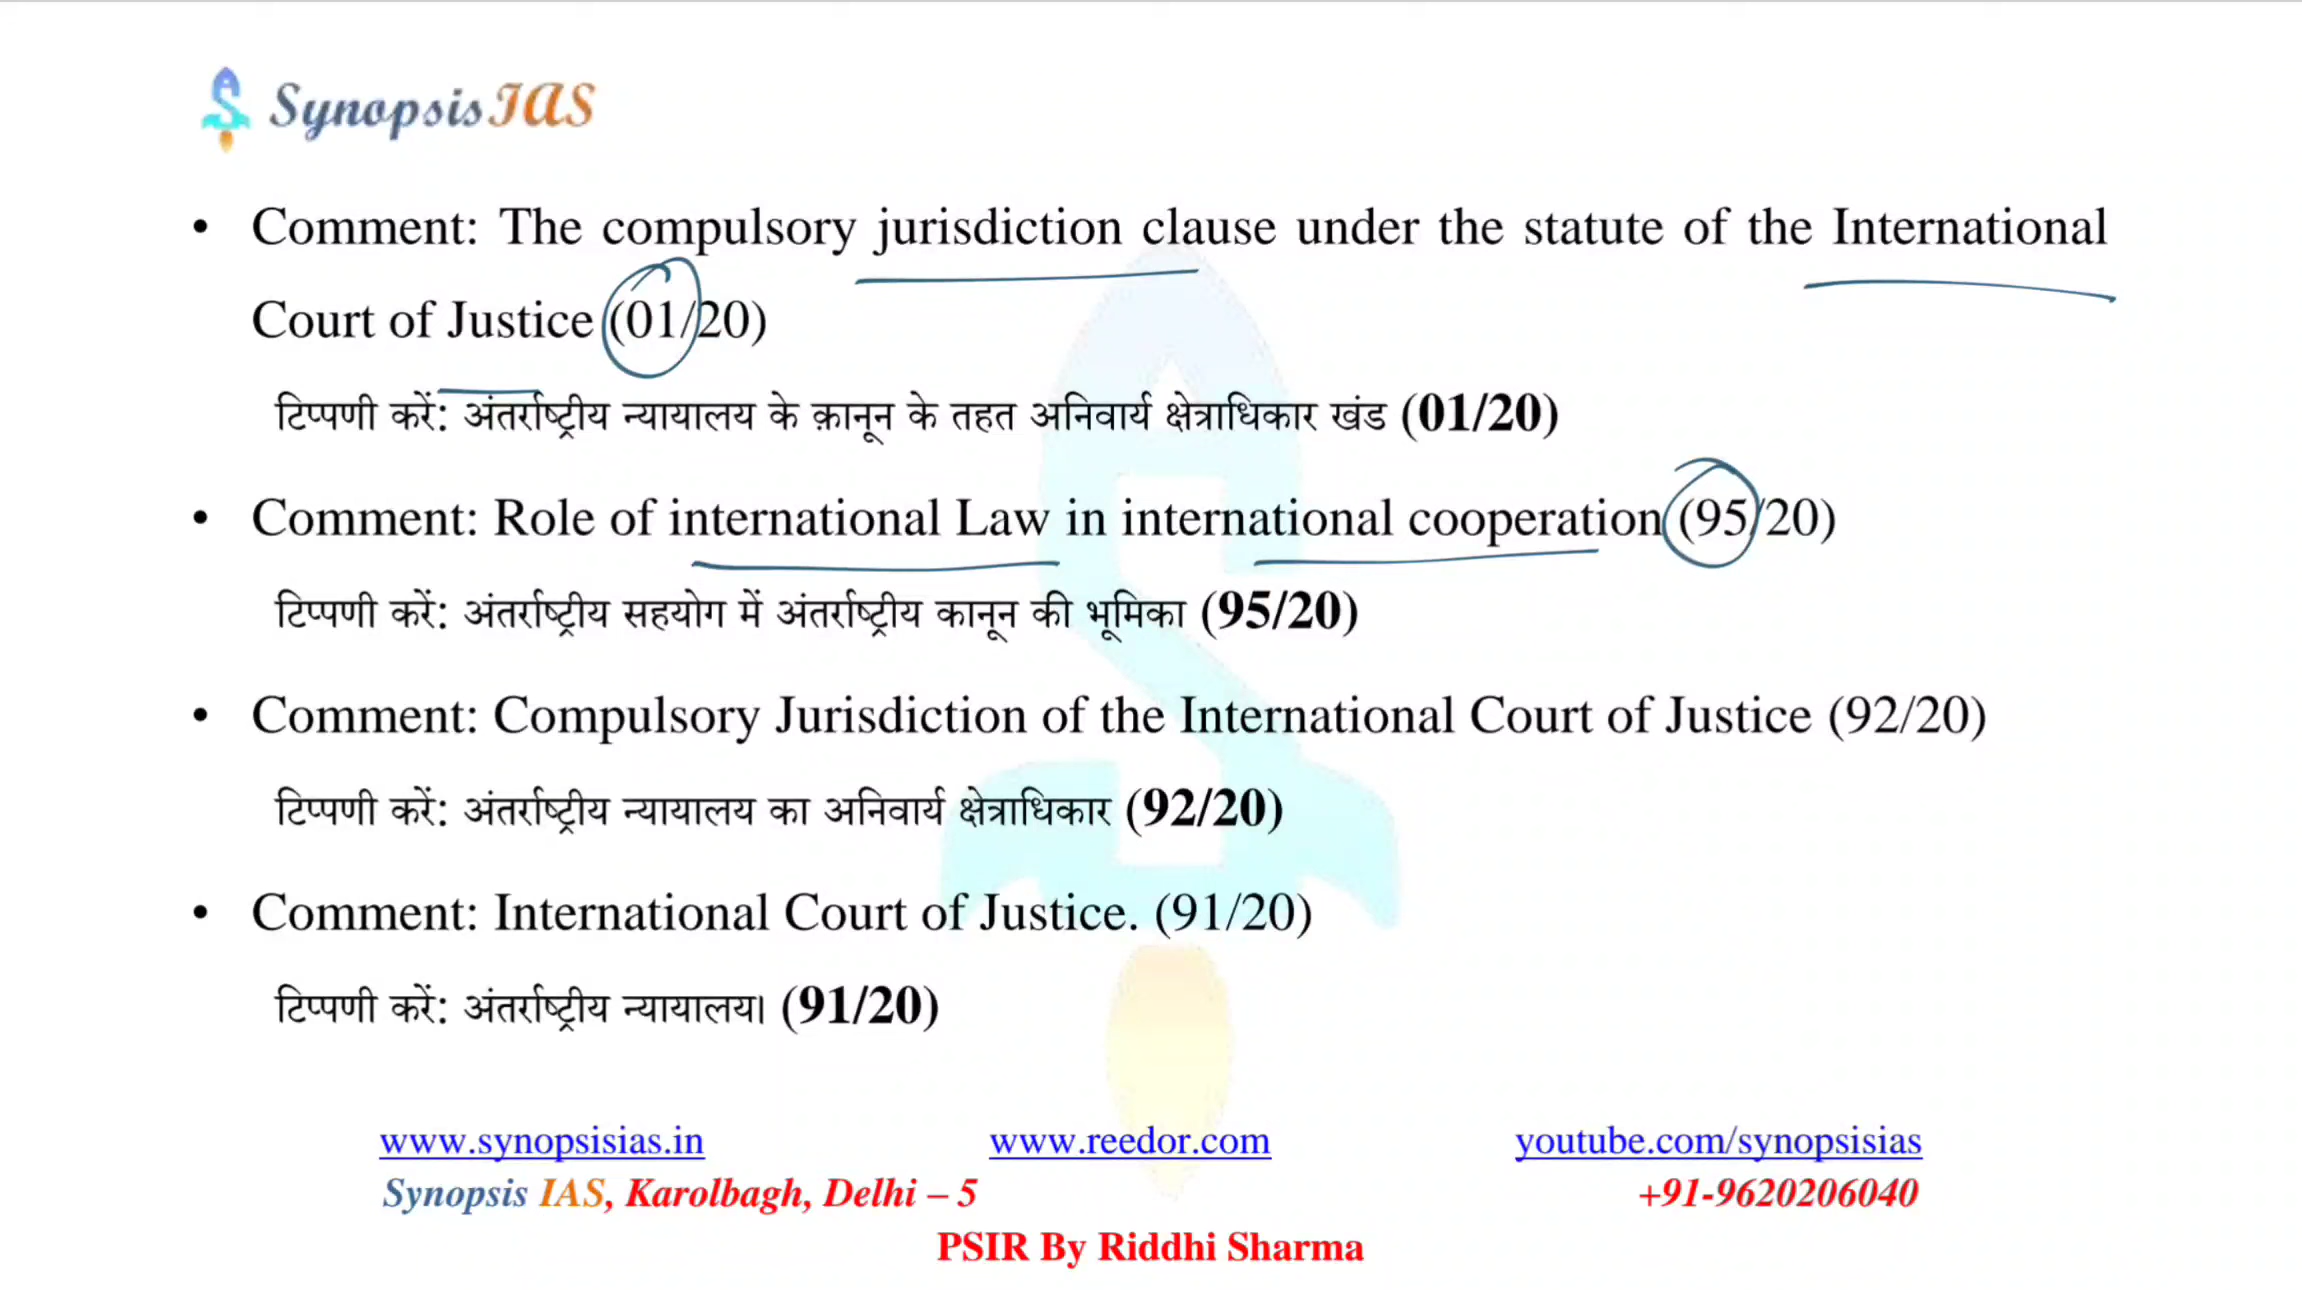 Synopsis IAS
• Comment: The compulsory jurisdiction clause under the statute of the International
Court of Justice (01/20)
टिप्पणी करें: अंतर्राष्ट्रीय न्यायालय के क़ानून के तहत अनिवार्य क्षेत्राधिकार खंड (01/20)
• Comment: Role of international Law in international cooperation (95/20)
टिप्पणी करें: अंतर्राष्ट्रीय सहयोग में अंतर्राष्ट्रीय कानून की भूमिका (95/20)
• Comment: Compulsory Jurisdiction of the International Court of Justice (92/20)
टिप्पणी करें: अंतर्राष्ट्रीय न्यायालय का अनिवार्य क्षेत्राधिकार (92/20)
• Comment: International Court of Justice. (91/20)
टिप्पणी करें: अंतर्राष्ट्रीय न्यायालय। (91/20)
www.synopsisias.in www.reedor.com youtube.com/synopsisias
Synopsis IAS, Karolbagh, Delhi – 5 +91-9620206040
PSIR By Riddhi Sharma